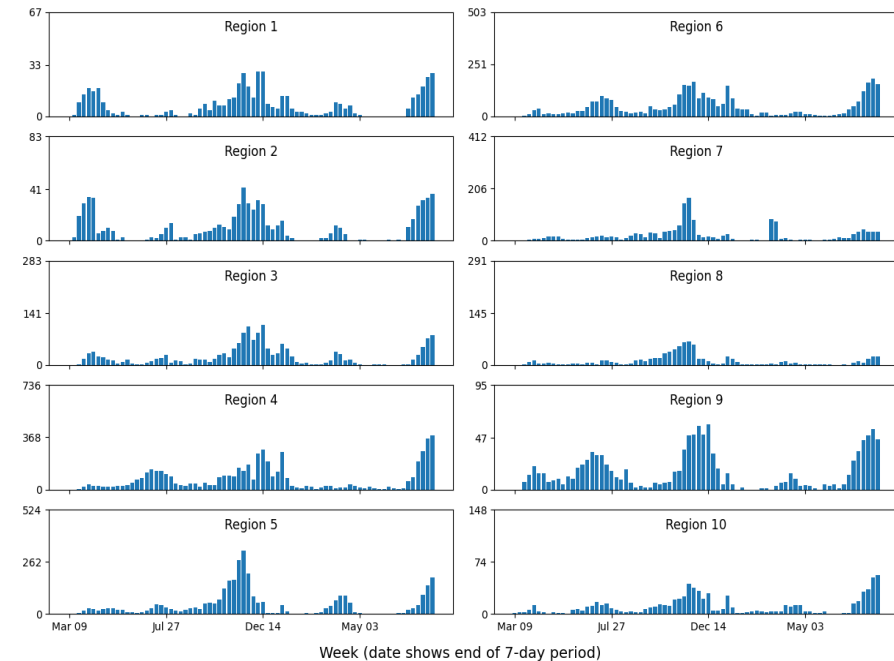 67
33
0
Region 1
503
251
0
Region 6
83
41
0
Region 2
412
206
0
Region 7
283
141
0
Region 3
291
145
0
Region 8
736
368
0
Region 4
95
47
0
Region 9
524
262
0
Region 5
148
74
0
Region 10
Mar 09 Jul 27 Dec 14 May 03
Mar 09 Jul 27 Dec 14 May 03
Week (date shows end of 7-day period)